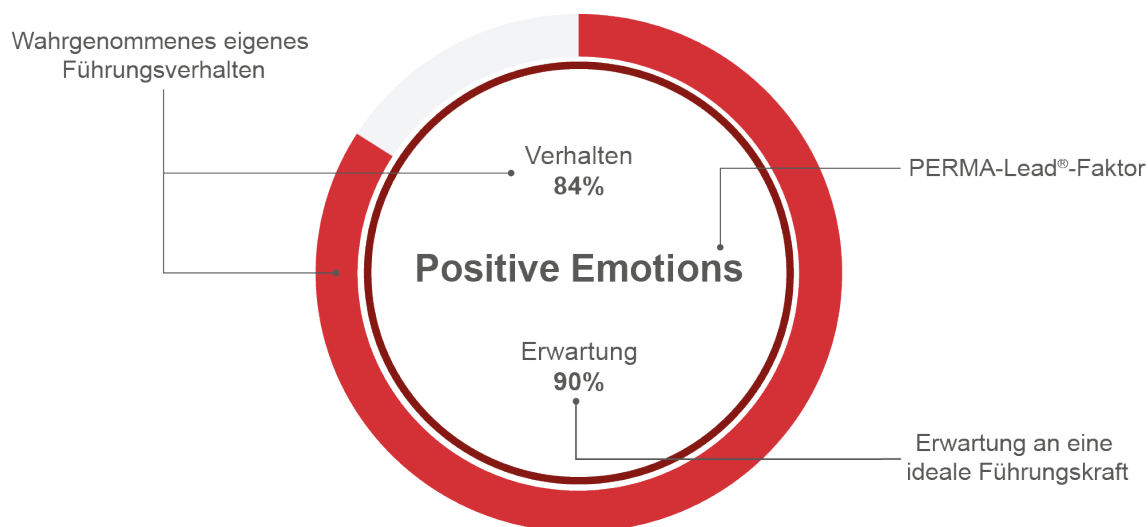 Wahrgenommenes eigenes
Führungsverhalten
Verhalten
84%
PERMA-Lead®-Faktor
Positive Emotions
Erwartung
90%
Erwartung an eine
ideale Führungskraft